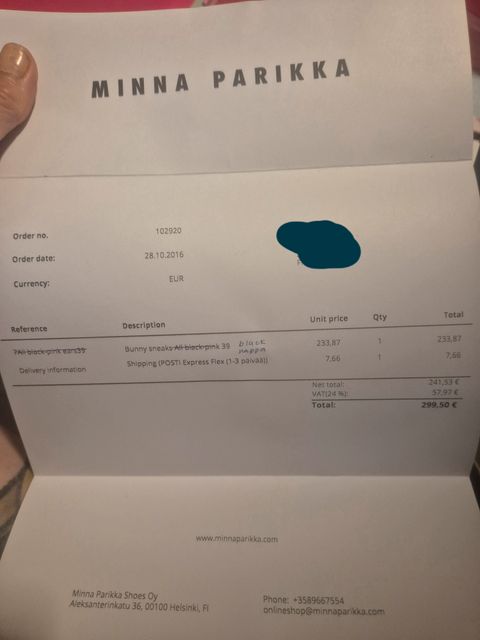 MINNA PARIKKA
Order no. 102920
Order date: 28.10.2016
Currency: EUR
Reference Description Unit price Qty Total
7All black-pink ears39 Bunny sneaks All black-pink 39 black nappa 233,87 1 233,87
Delivery information Shipping (POSTI Express Flex (1-3 päivää)) 7,66 1 7,66
Net total: 241,53 €
VAT(24 %): 57,97 €
Total: 299,50 €
www.minnaparikka.com
Minna Parikka Shoes Oy
Aleksanterinkatu 36, 00100 Helsinki, FI
Phone: +3589667554
onlineshop@minnaparikka.com